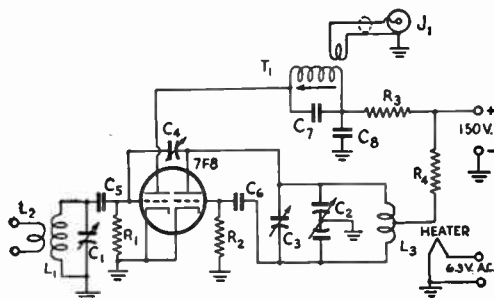 J1
T1
R3
+
C7
C8
150 V.
−
C4
7F8
R4
C5
C6
L2
L1
C1
R1
R2
C3
C2
L3
HEATER
6.3 V. A.C.